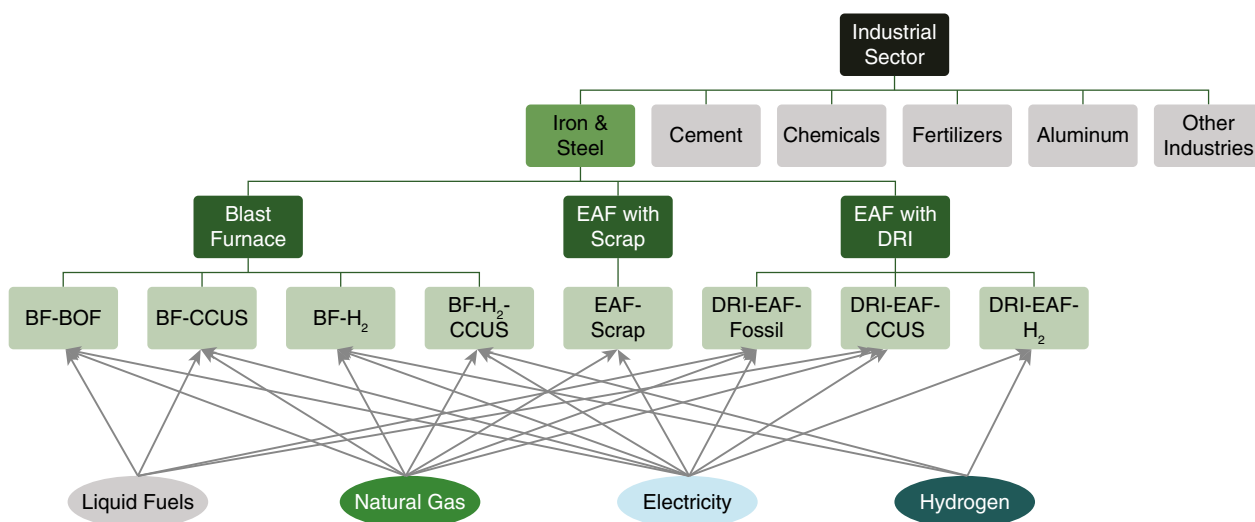 Industrial
Sector
Iron &
Steel
Cement
Chemicals
Fertilizers
Aluminum
Other
Industries
Blast
Furnace
EAF with
Scrap
EAF with
DRI
BF-BOF
BF-CCUS
BF-H₂
BF-H₂-
CCUS
EAF-
Scrap
DRI-EAF-
Fossil
DRI-EAF-
CCUS
DRI-EAF-
H₂
Liquid Fuels
Natural Gas
Electricity
Hydrogen